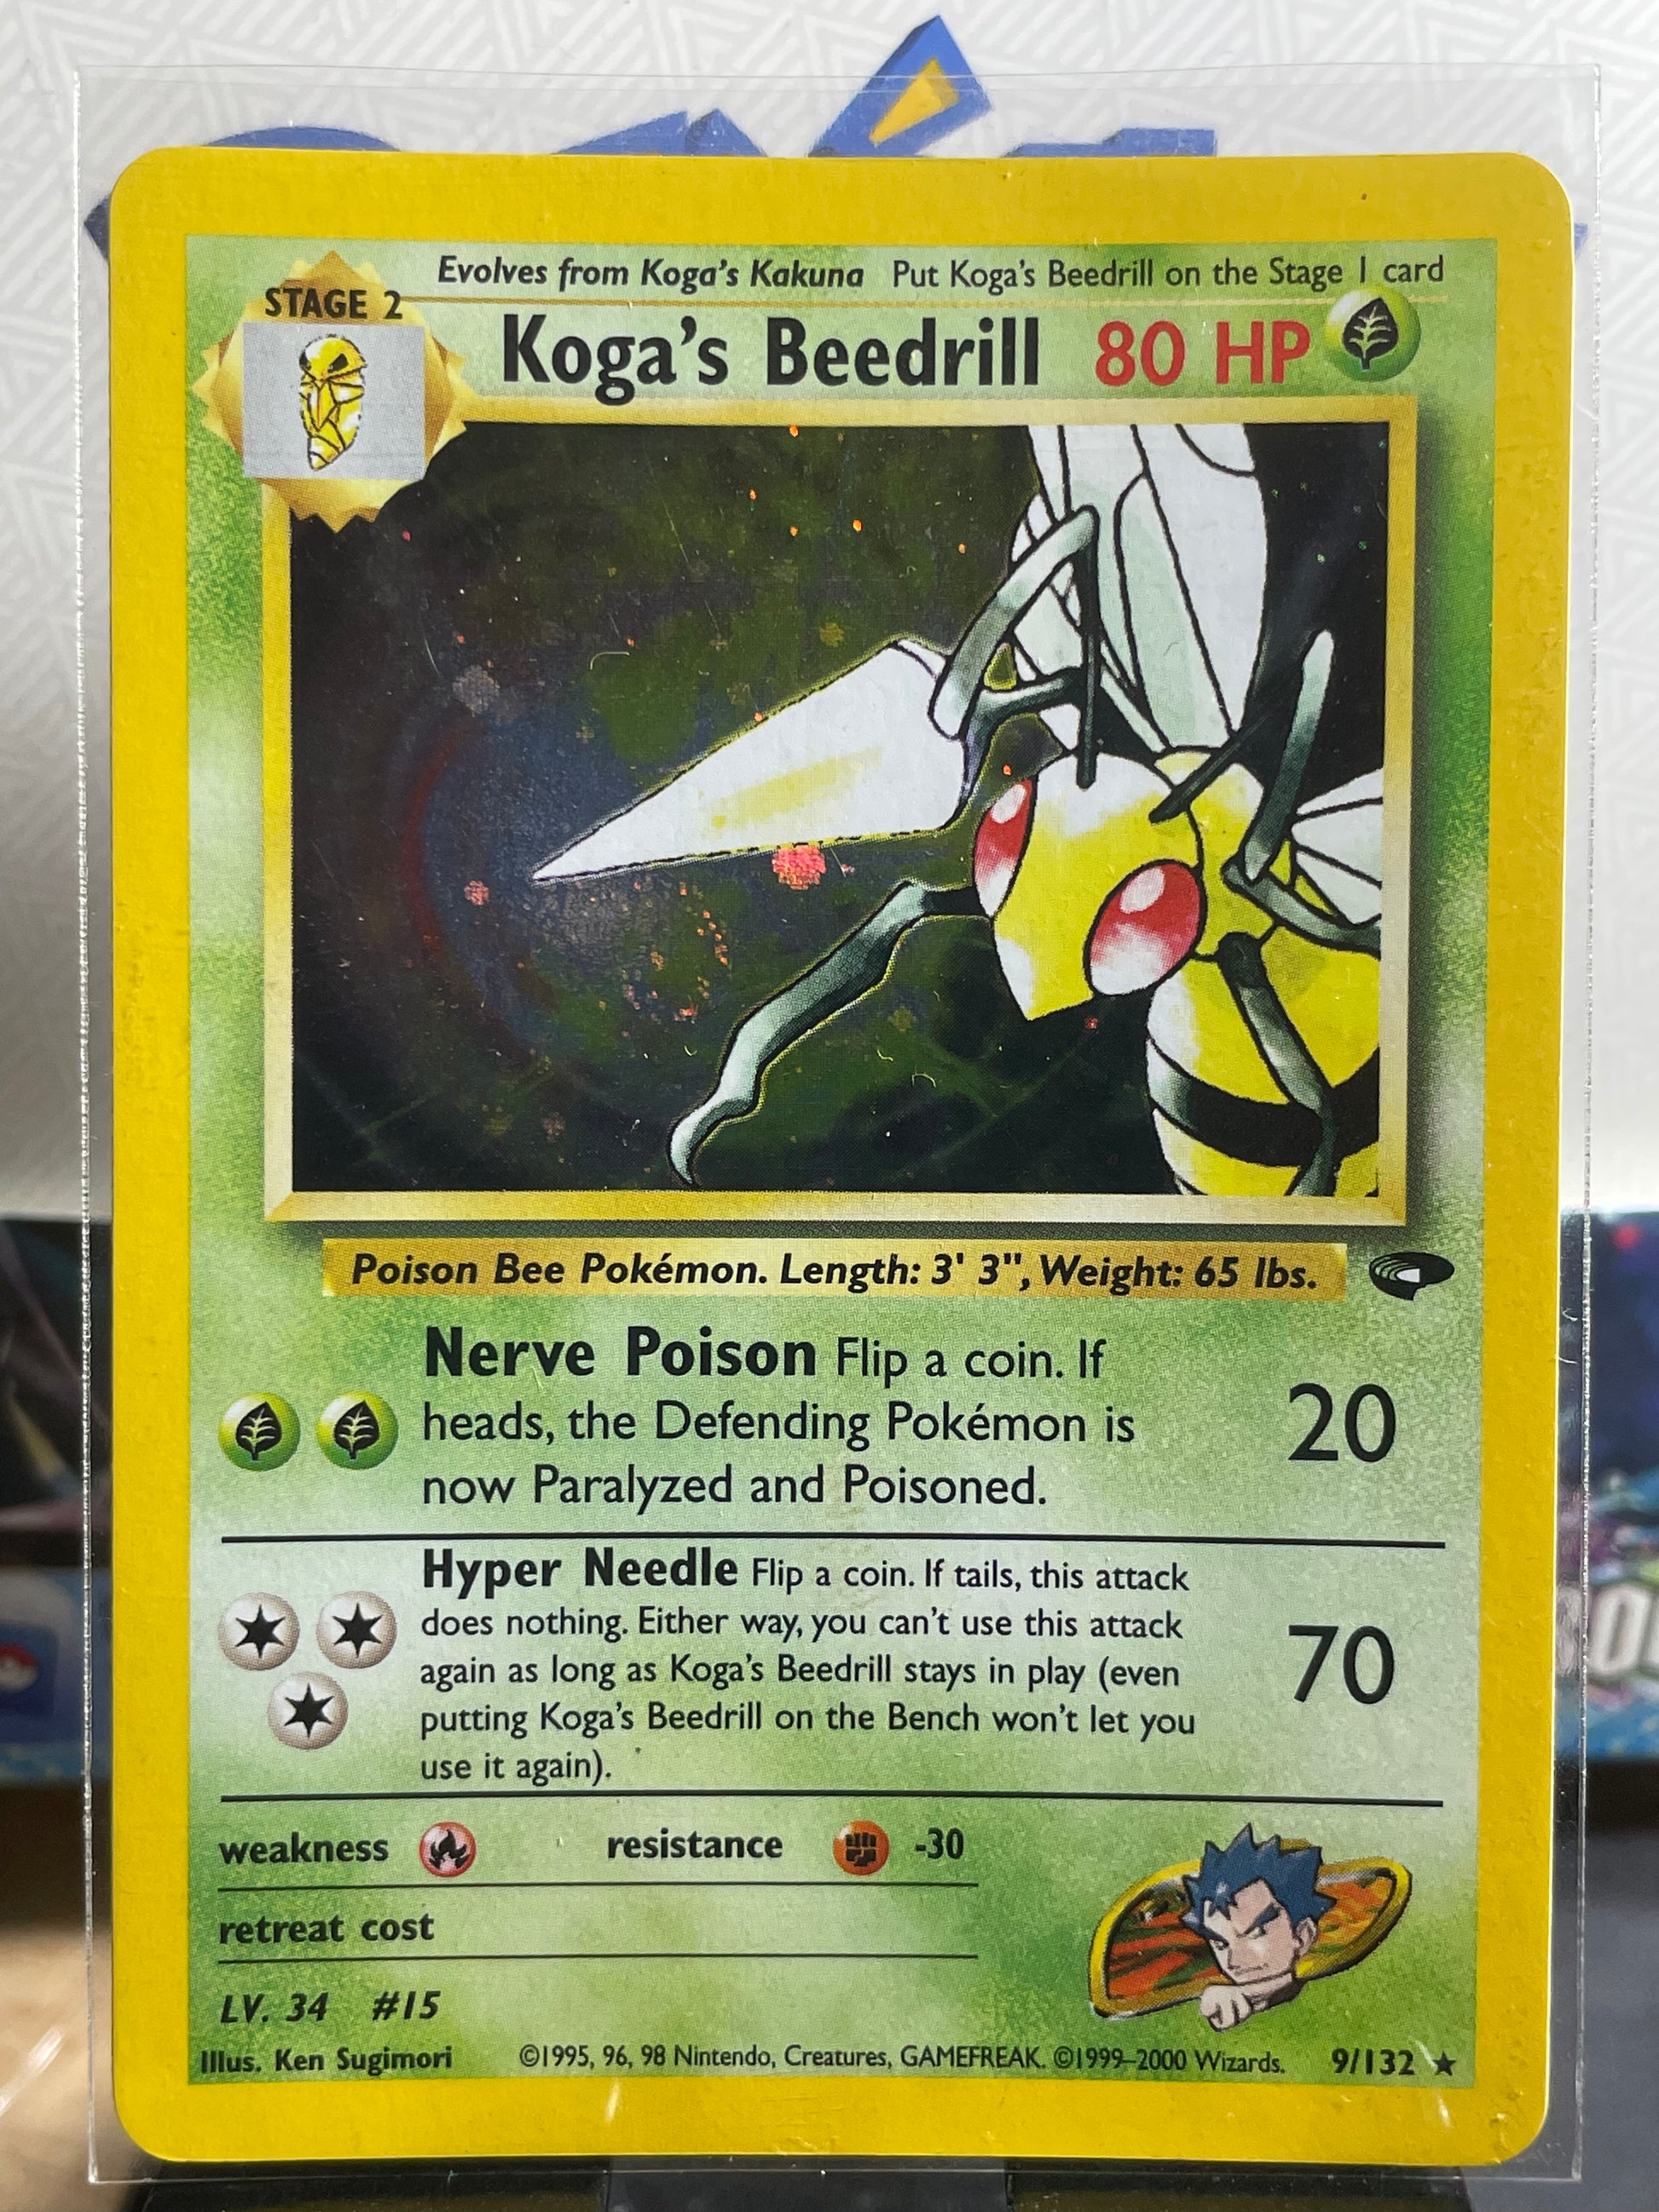 Evolves from Koga's Kakuna Put Koga's Beedrill on the Stage 1 card
STAGE 2
Koga's Beedrill 80 HP
Poison Bee Pokémon. Length: 3' 3", Weight: 65 lbs.
Nerve Poison Flip a coin. If
heads, the Defending Pokémon is
now Paralyzed and Poisoned.
20
Hyper Needle Flip a coin. If tails, this attack
does nothing. Either way, you can't use this attack
again as long as Koga's Beedrill stays in play (even
putting Koga's Beedrill on the Bench won't let you
use it again).
70
weakness resistance -30
retreat cost
LV. 34 #15
Illus. Ken Sugimori ©1995, 96, 98 Nintendo, Creatures, GAMEFREAK. ©1999–2000 Wizards. 9/132 ★